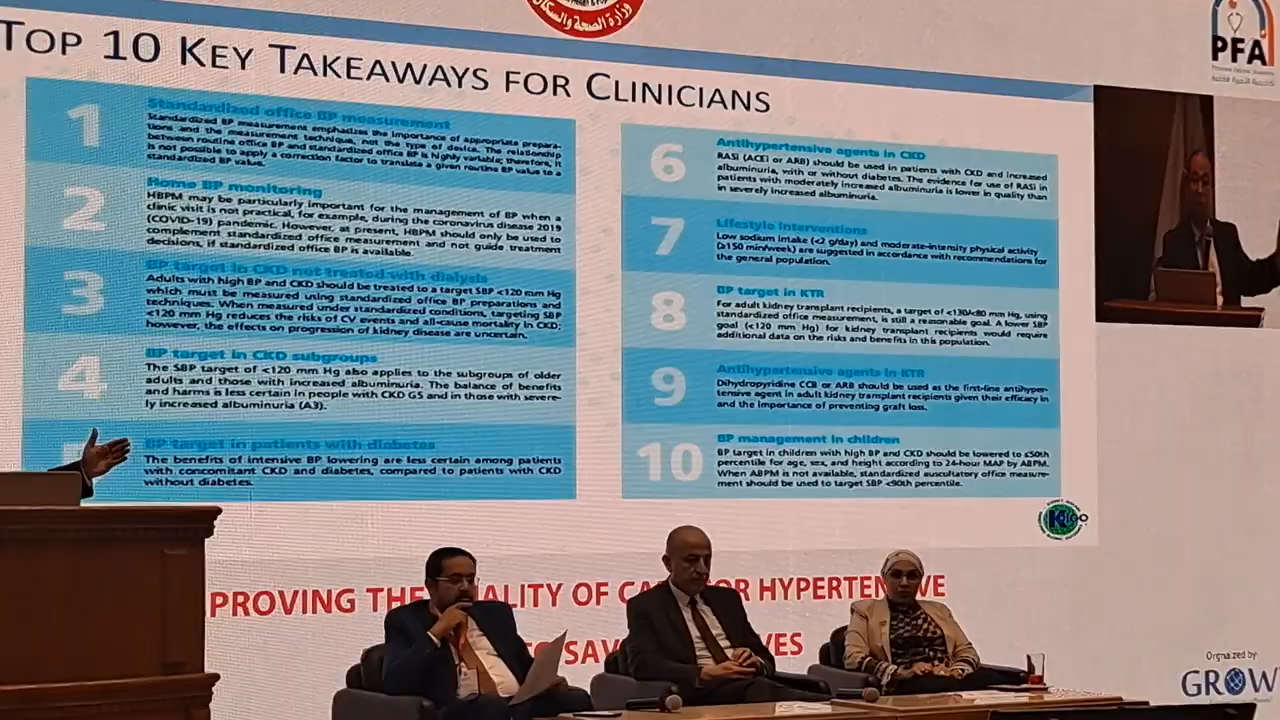 وزارة الصحة والسكان
PFA
TOP 10 KEY TAKEAWAYS FOR CLINICIANS
1
Standardized office BP measurement
Standardized BP measurement emphasizes the importance of appropriate prepara-
tions and the measurement technique, not the type of device. The relationship
between routine office BP and standardized office BP is highly variable; therefore, it
is not possible to apply a correction factor to translate a given routine BP value to a
standardized BP value.
2
Home BP monitoring
HBPM may be particularly important for the management of BP when a
clinic visit is not practical, for example, during the coronavirus disease 2019
(COVID-19) pandemic. However, at present, HBPM should only be used to
complement standardized office measurement and not guide treatment
decisions, if standardized office BP is available.
3
BP target in CKD not treated with dialysis
Adults with high BP and CKD should be treated to a target SBP <120 mm Hg
which must be measured using standardized office BP preparations and
techniques. When measured under standardized conditions, targeting SBP
<120 mm Hg reduces the risks of CV events and all-cause mortality in CKD;
however, the effects on progression of kidney disease are uncertain.
4
BP target in CKD subgroups
The SBP target of <120 mm Hg also applies to the subgroups of older
adults and those with increased albuminuria. The balance of benefits
and harms is less certain in people with CKD G5 and in those with severe-
ly increased albuminuria (A3).
BP target in patients with diabetes
The benefits of intensive BP lowering are less certain among patients
with concomitant CKD and diabetes, compared to patients with CKD
without diabetes.
6
Antihypertensive agents in CKD
RASi (ACEi or ARB) should be used in patients with CKD and increased
albuminuria, with or without diabetes. The evidence for use of RASi in
patients with moderately increased albuminuria is lower in quality than
in severely increased albuminuria.
7
Lifestyle interventions
Low sodium intake (<2 g/day) and moderate-intensity physical activity
(≥150 min/week) are suggested in accordance with recommendations for
the general population.
8
BP target in KTR
For adult kidney transplant recipients, a target of <130/<80 mm Hg, using
standardized office measurement, is still a reasonable goal. A lower SBP
goal (<120 mm Hg) for kidney transplant recipients would require
additional data on the risks and benefits in this population.
9
Antihypertensive agents in KTR
Dihydropyridine CCB or ARB should be used as the first-line antihyper-
tensive agent in adult kidney transplant recipients given their efficacy in
and the importance of preventing graft loss.
10
BP management in children
BP target in children with high BP and CKD should be lowered to ≤50th
percentile for age, sex, and height according to 24-hour MAP by ABPM.
When ABPM is not available, standardized auscultatory office measure-
ment should be used to target SBP <90th percentile.
PROVING THE QUALITY OF CARE FOR HYPERTENSIVE
TO SAVE LIVES
Orgnaized by:
GROW